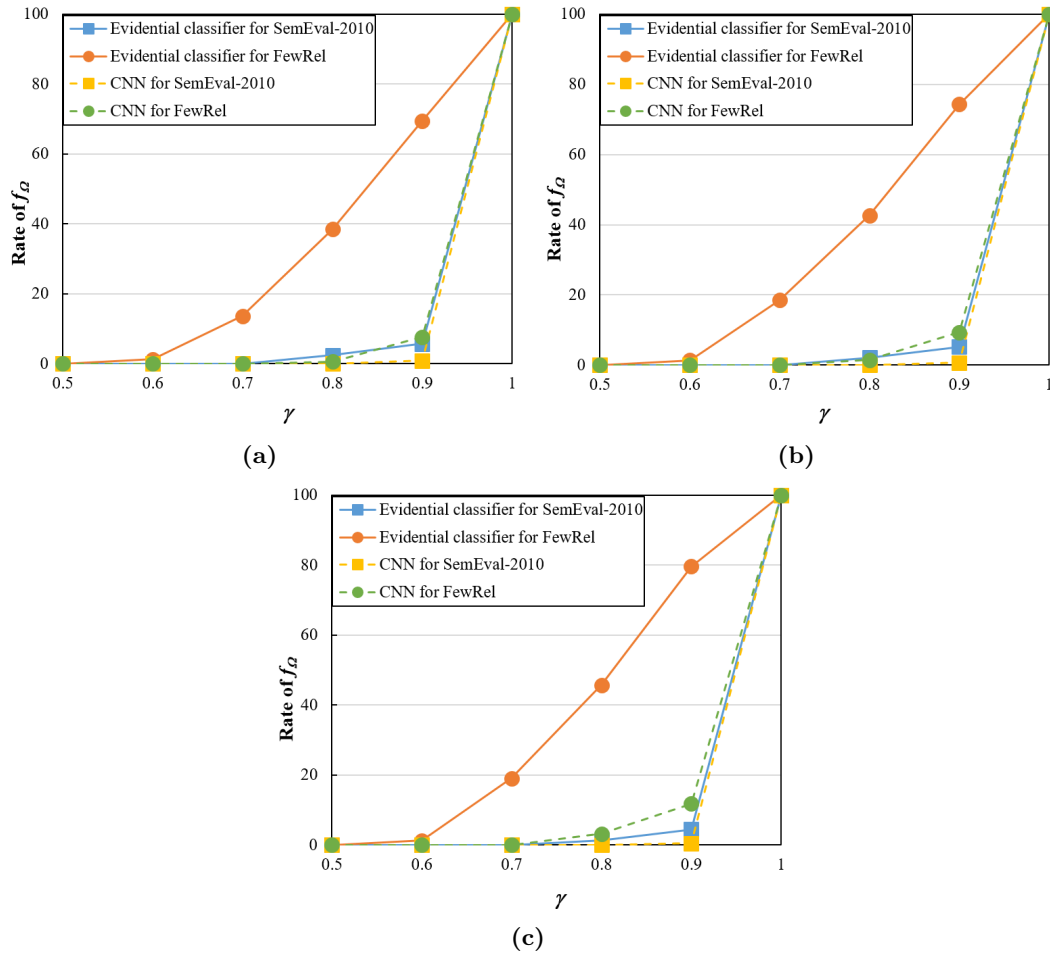 Evidential classifier for SemEval-2010
Evidential classifier for FewRel
CNN for SemEval-2010
CNN for FewRel
100
80
60
40
20
0
Rate of fΩ
0.5 0.6 0.7 0.8 0.9 1
γ
(a)
Evidential classifier for SemEval-2010
Evidential classifier for FewRel
CNN for SemEval-2010
CNN for FewRel
100
80
60
40
20
0
Rate of fΩ
0.5 0.6 0.7 0.8 0.9 1
γ
(b)
Evidential classifier for SemEval-2010
Evidential classifier for FewRel
CNN for SemEval-2010
CNN for FewRel
100
80
60
40
20
0
Rate of fΩ
0.5 0.6 0.7 0.8 0.9 1
γ
(c)